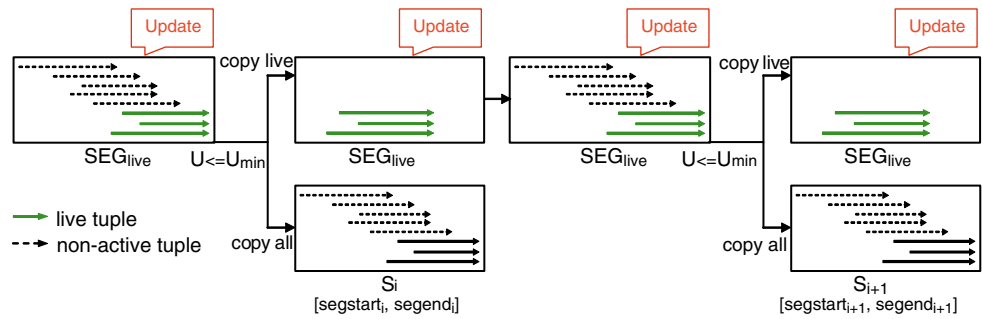 Update
Update
Update
Update
copy live
copy live
SEGlive
U<=Umin
SEGlive
SEGlive
U<=Umin
SEGlive
live tuple
non-active tuple
copy all
copy all
Si
Si+1
[segstarti, segendi]
[segstarti+1, segendi+1]